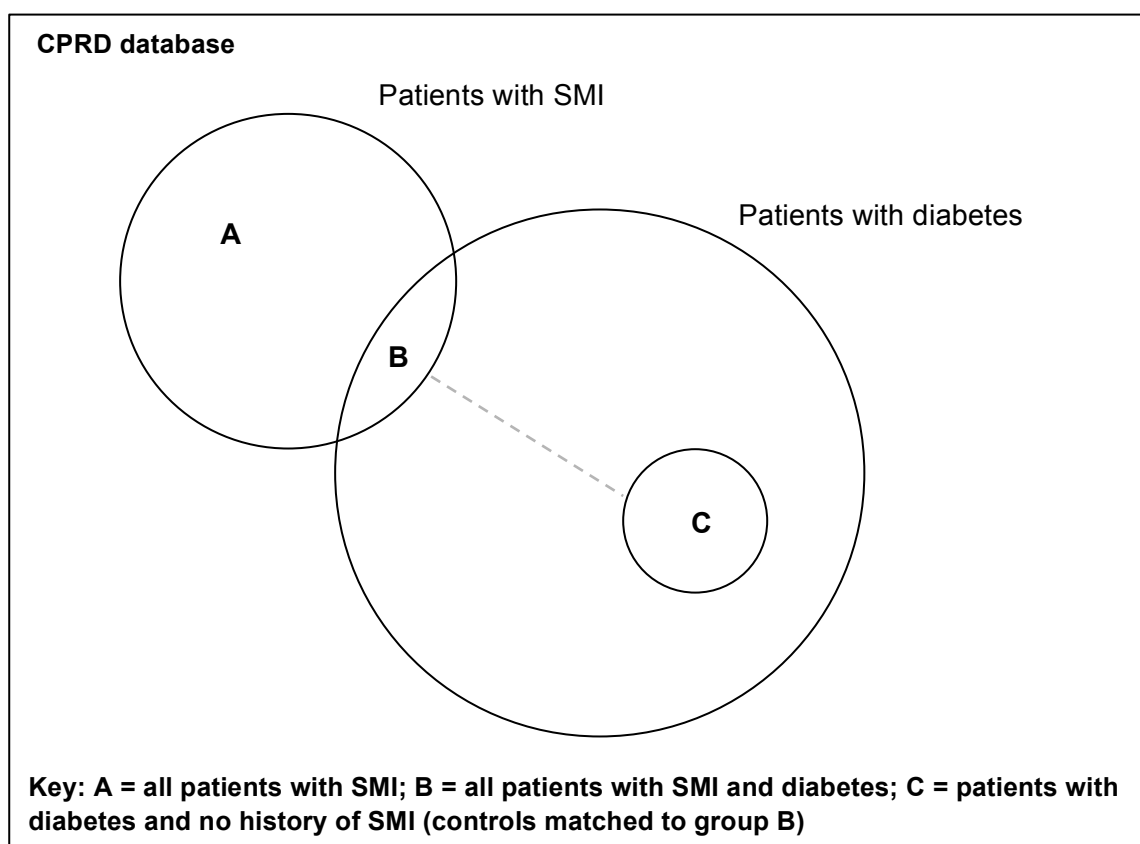 CPRD database
Patients with SMI
Patients with diabetes
A
B
C
Key: A = all patients with SMI; B = all patients with SMI and diabetes; C = patients with
diabetes and no history of SMI (controls matched to group B)